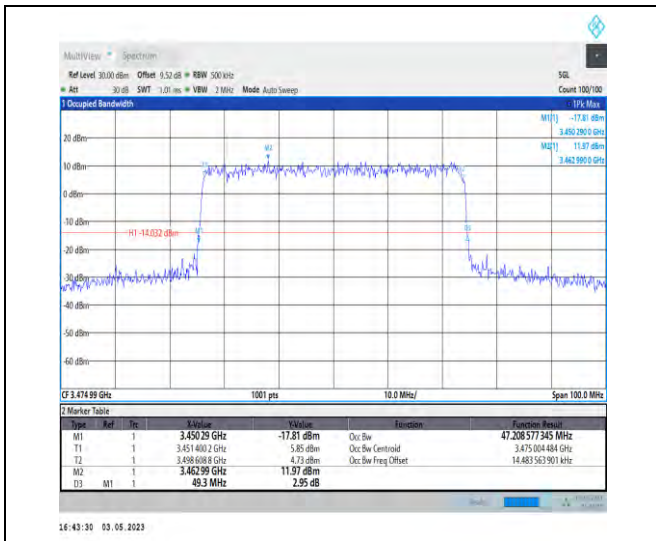 MultiView Spectrum
Ref Level 30.00 dBm Offset 9.52 dB RBW 500 kHz SGL
Att 30 dB SWT 1.01 ms VBW 2 MHz Mode Auto Sweep Count 100/100
1 Occupied Bandwidth 1Pk Max
M1[1] -17.81 dBm
3.450 290 0 GHz
M2[1] 11.97 dBm
3.462 990 0 GHz
M2
20 dBm
10 dBm
0 dBm
-10 dBm
H1 -14.032 dBm
M1
D3
-20 dBm
-30 dBm
-40 dBm
-50 dBm
-60 dBm
CF 3.474 99 GHz 1001 pts 10.0 MHz/ Span 100.0 MHz
2 Marker Table
Type Ref Trc X-Value Y-Value Function Function Result
M1 1 3.45029 GHz -17.81 dBm Occ Bw 47.208 577 345 MHz
T1 1 3.451 400 2 GHz 5.85 dBm Occ Bw Centroid 3.475 004 484 GHz
T2 1 3.498 608 8 GHz 4.73 dBm Occ Bw Freq Offset 14.483 563 901 kHz
M2 1 3.46299 GHz 11.97 dBm
D3 M1 1 49.3 MHz 2.95 dB
16:43:30 03.05.2023